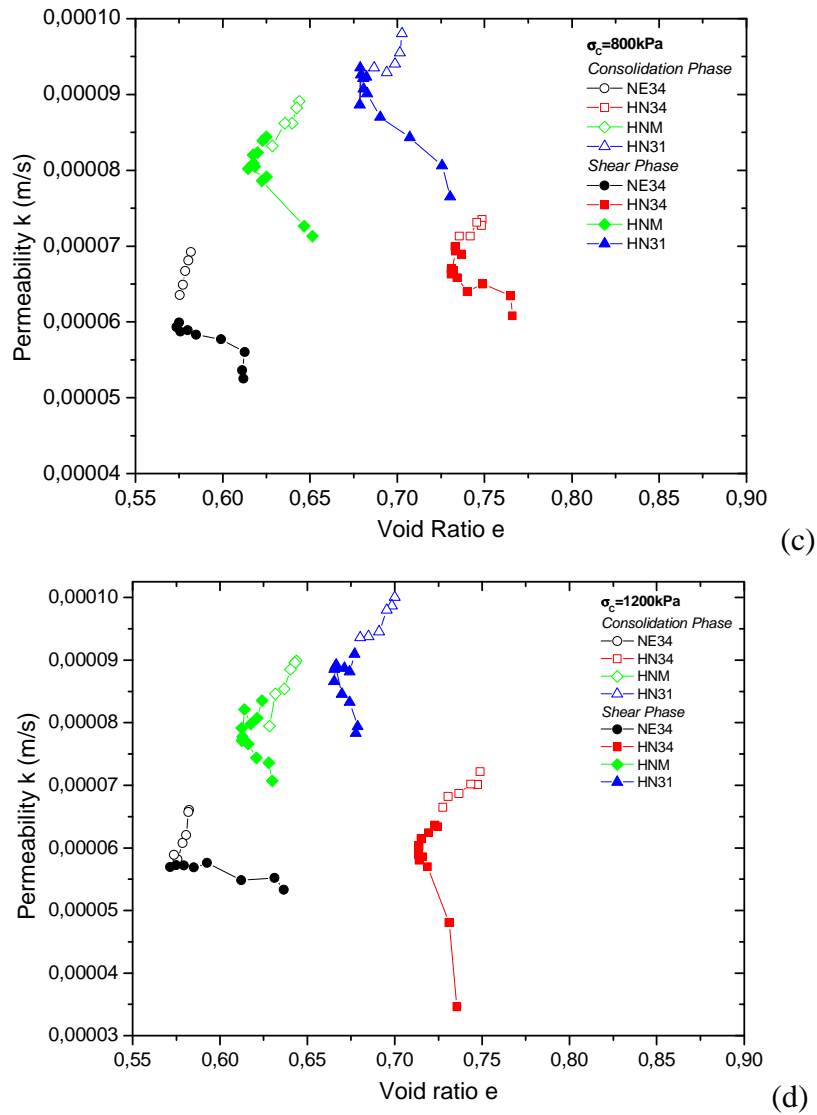 0,00010
0,00009
0,00008
0,00007
0,00006
0,00005
0,00004
Permeability k (m/s)
σC=800kPa
Consolidation Phase
NE34
HN34
HNM
HN31
Shear Phase
NE34
HN34
HNM
HN31
0,55 0,60 0,65 0,70 0,75 0,80 0,85 0,90
Void Ratio e
(c)
0,00010
0,00009
0,00008
0,00007
0,00006
0,00005
0,00004
0,00003
Permeability k (m/s)
σC=1200kPa
Consolidation Phase
NE34
HN34
HNM
HN31
Shear Phase
NE34
HN34
HNM
HN31
0,55 0,60 0,65 0,70 0,75 0,80 0,85 0,90
Void ratio e
(d)